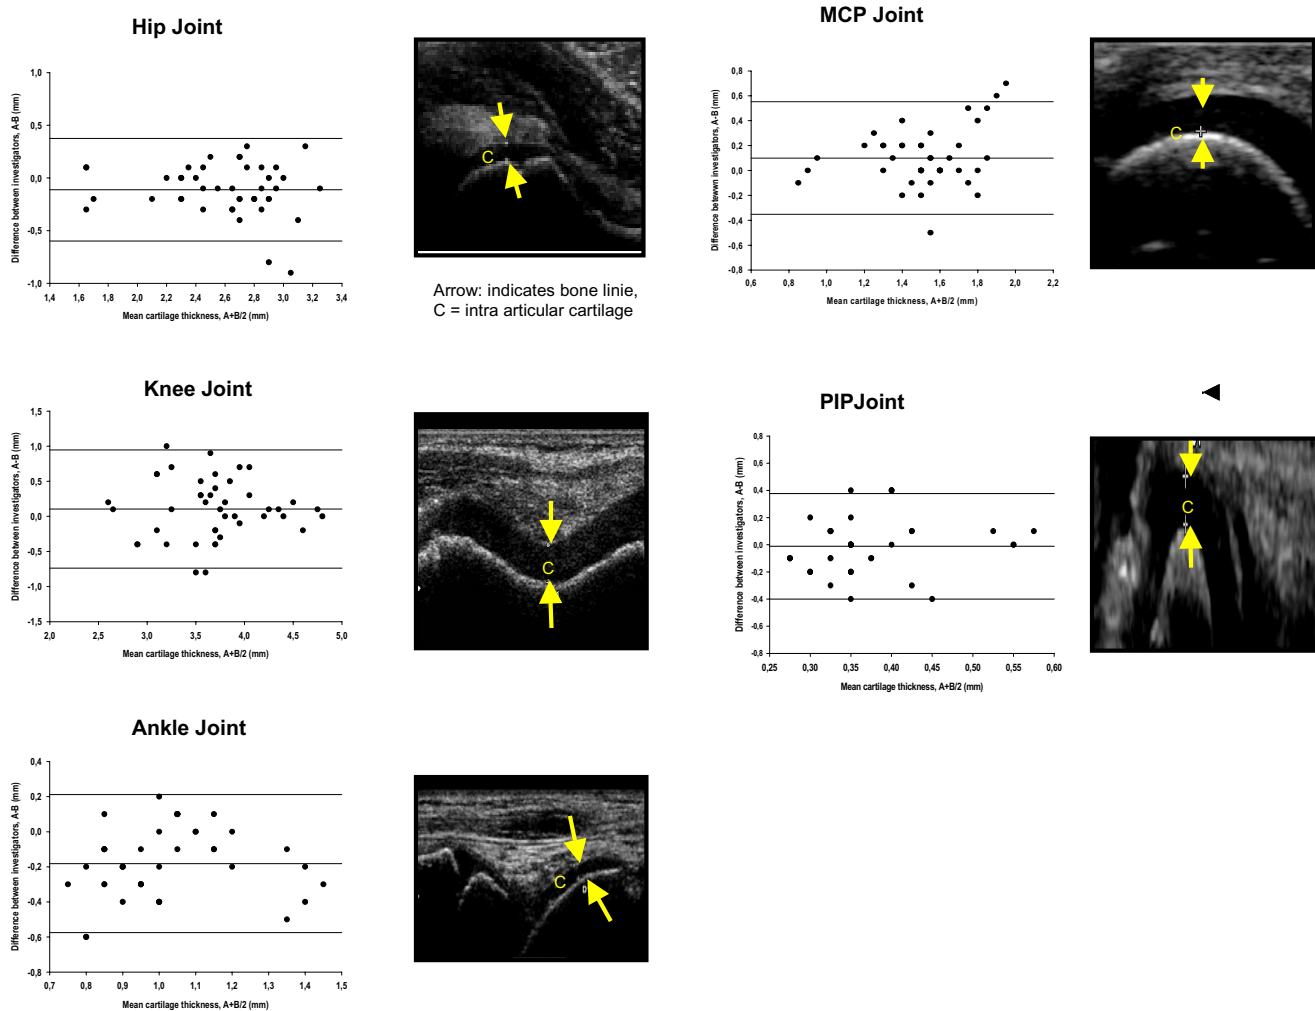 Hip Joint
Difference between investigators, A-B (mm)
1,0
0,5
0,0
-0,5
-1,0
1,4 1,6 1,8 2,0 2,2 2,4 2,6 2,8 3,0 3,2 3,4
Mean cartilage thickness, A+B/2 (mm)
C
Arrow: indicates bone linie,
C = intra articular cartilage
MCP Joint
Difference betewwn investigators, A-B (mm)
0,8
0,6
0,4
0,2
0,0
-0,2
-0,4
-0,6
-0,8
0,6 0,8 1,0 1,2 1,4 1,6 1,8 2,0 2,2
Mean cartilage thickness, A+B/2 (mm)
C
Knee Joint
Difference between investigators, A-B (mm)
1,5
1,0
0,5
0,0
-0,5
-1,0
-1,5
2,0 2,5 3,0 3,5 4,0 4,5 5,0
Mean cartilage thickness, A+B/2 (mm)
C
PIPJoint
Difference between investigators, A-B (mm)
0,8
0,6
0,4
0,2
0,0
-0,2
-0,4
-0,6
-0,8
0,25 0,30 0,35 0,40 0,45 0,50 0,55 0,60
Mean cartilage thickness, A+B/2 (mm)
C
Ankle Joint
Difference between investigators, A-B (mm)
0,4
0,2
0,0
-0,2
-0,4
-0,6
-0,8
0,7 0,8 0,9 1,0 1,1 1,2 1,3 1,4 1,5
Mean cartilage thickness, A+B/2 (mm)
C